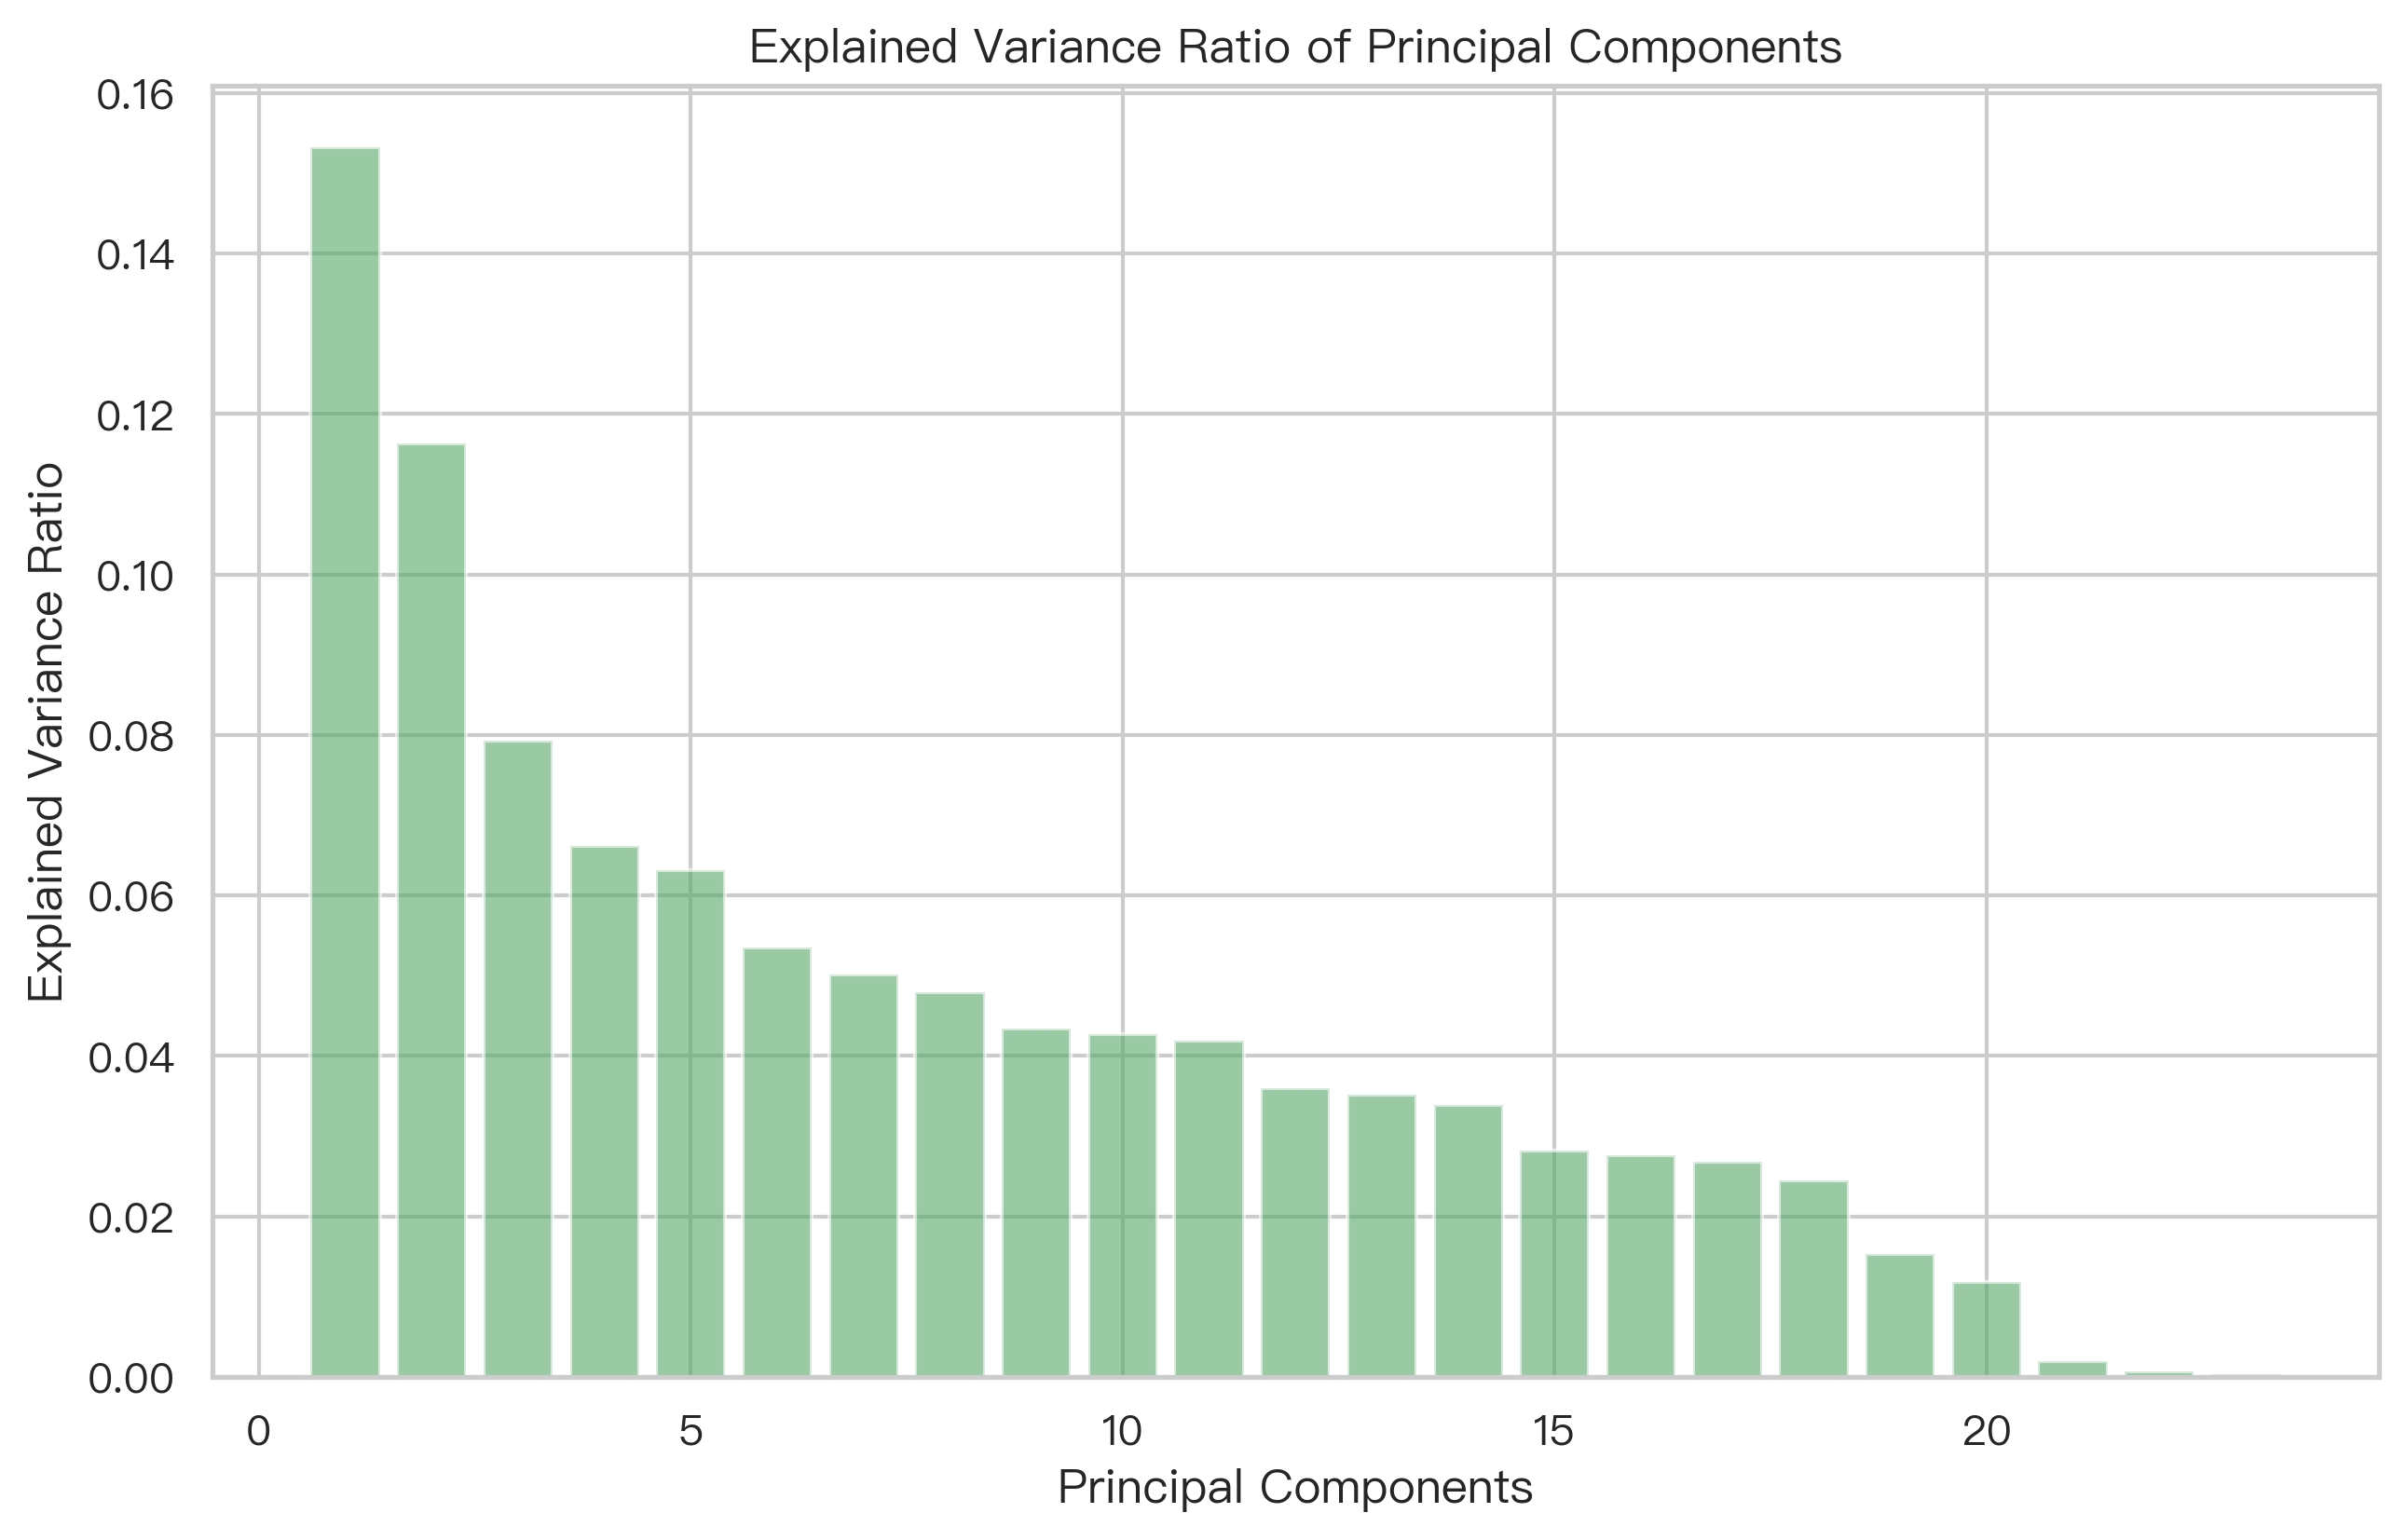 Explained Variance Ratio of Principal Components
0.16
0.14
0.12
0.10
0.08
0.06
0.04
0.02
0.00
Explained Variance Ratio
0 5 10 15 20
Principal Components